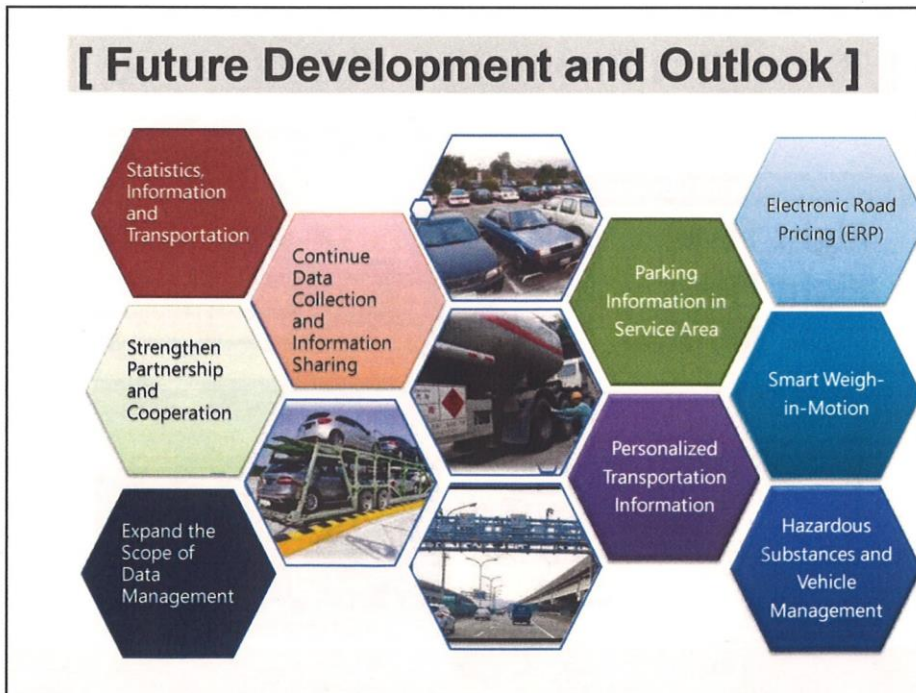 [ Future Development and Outlook ]
Statistics,
Information
and
Transportation
Continue
Data
Collection
and
Information
Sharing
Strengthen
Partnership
and
Cooperation
Expand the
Scope of
Data
Management
Parking
Information in
Service Area
Personalized
Transportation
Information
Electronic Road
Pricing (ERP)
Smart Weigh-
in-Motion
Hazardous
Substances and
Vehicle
Management